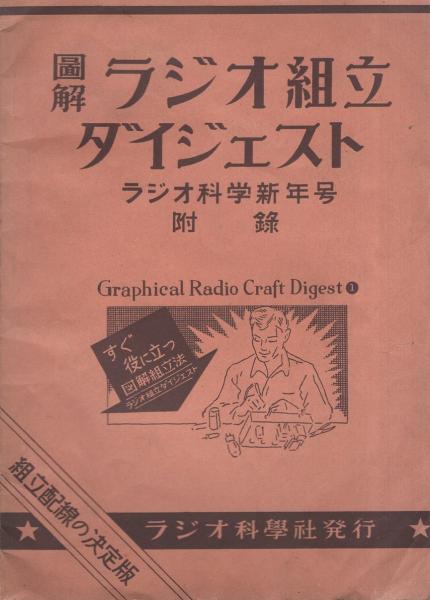 圖解 ラジオ組立
ダイジェスト
ラジオ科学新年号
附錄
Graphical Radio Craft Digest❶
すぐ役に立つ
図解組立法
ラジオ組立ダイジェスト
組立配線の決定版
★ ラジオ科學社発行 ★